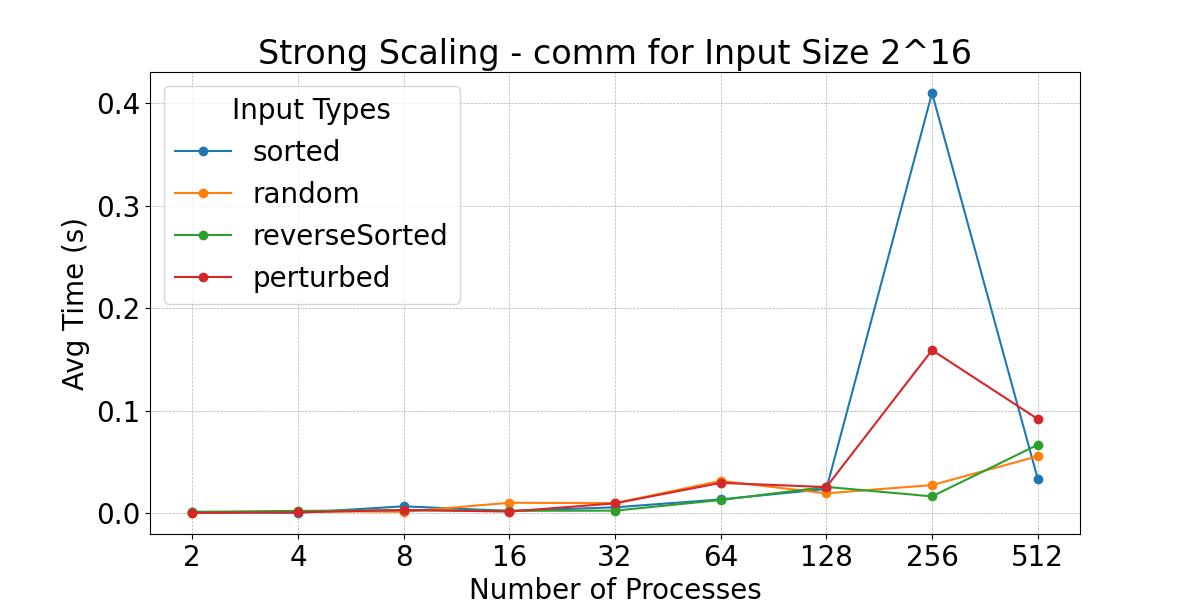 Strong Scaling - comm for Input Size 2^16
Input Types
sorted
random
reverseSorted
perturbed
Avg Time (s)
0.4
0.3
0.2
0.1
0.0
2 4 8 16 32 64 128 256 512
Number of Processes